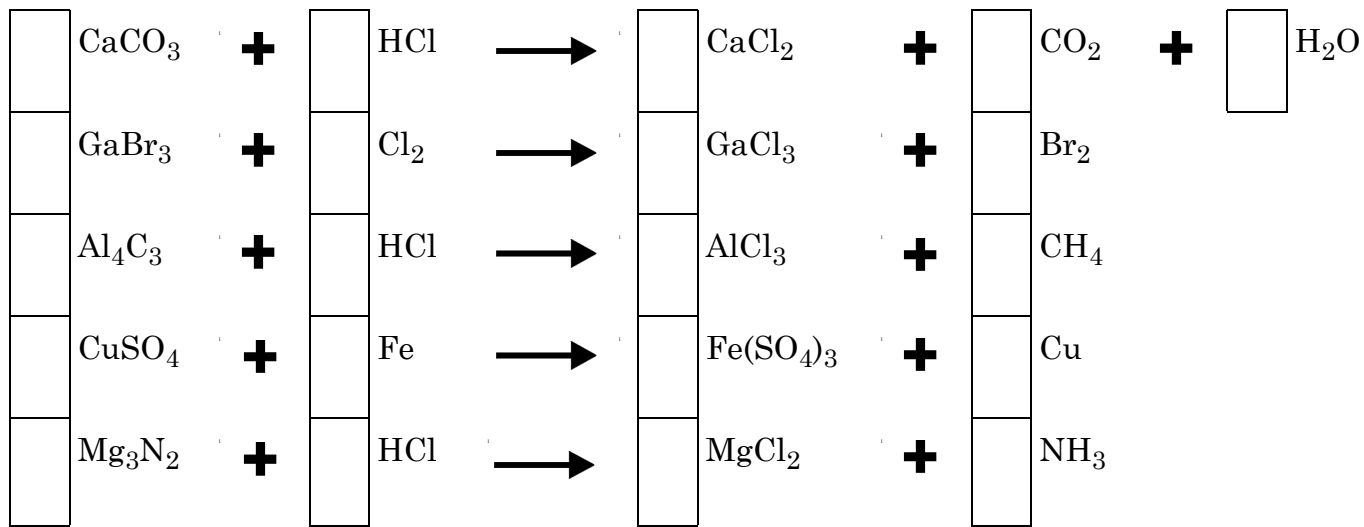 CaCO₃ + HCl → CaCl₂ + CO₂ + H₂O
GaBr₃ + Cl₂ → GaCl₃ + Br₂
Al₄C₃ + HCl → AlCl₃ + CH₄
CuSO₄ + Fe → Fe(SO₄)₃ + Cu
Mg₃N₂ + HCl → MgCl₂ + NH₃